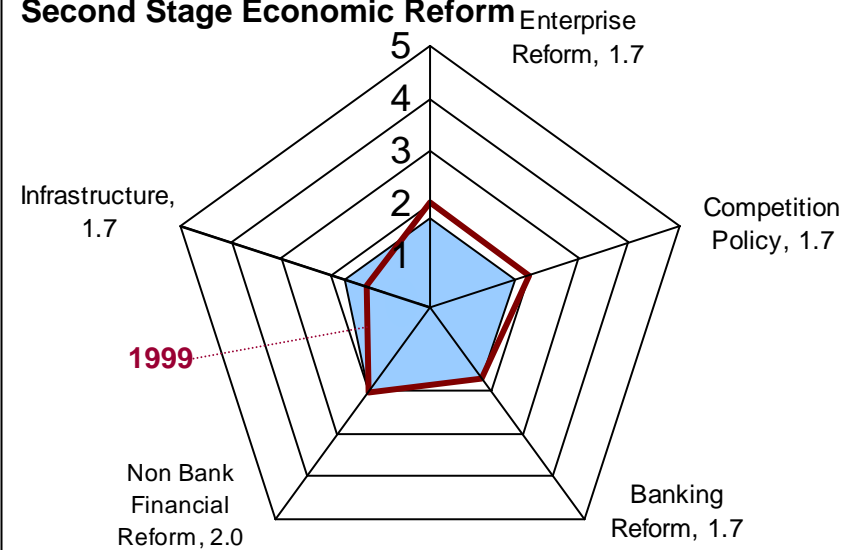 Second Stage Economic Reform
Enterprise
Reform, 1.7
5
4
3
2
1
Infrastructure,
1.7
Competition
Policy, 1.7
1999
Non Bank
Financial
Reform, 2.0
Banking
Reform, 1.7